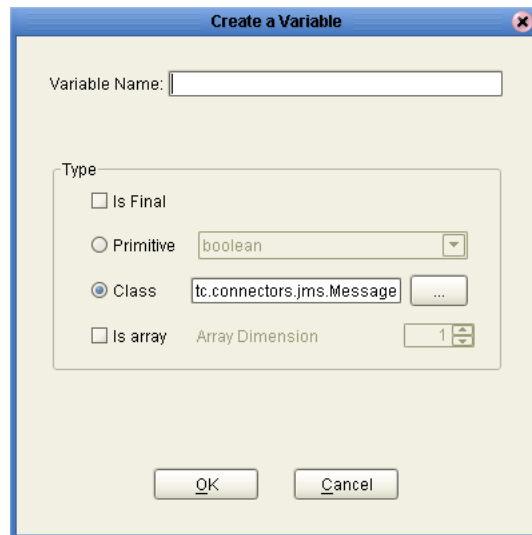 Create a Variable
Variable Name:
Type
Is Final
Primitive boolean
Class tc.connectors.jms.Message ...
Is array Array Dimension 1
OK Cancel